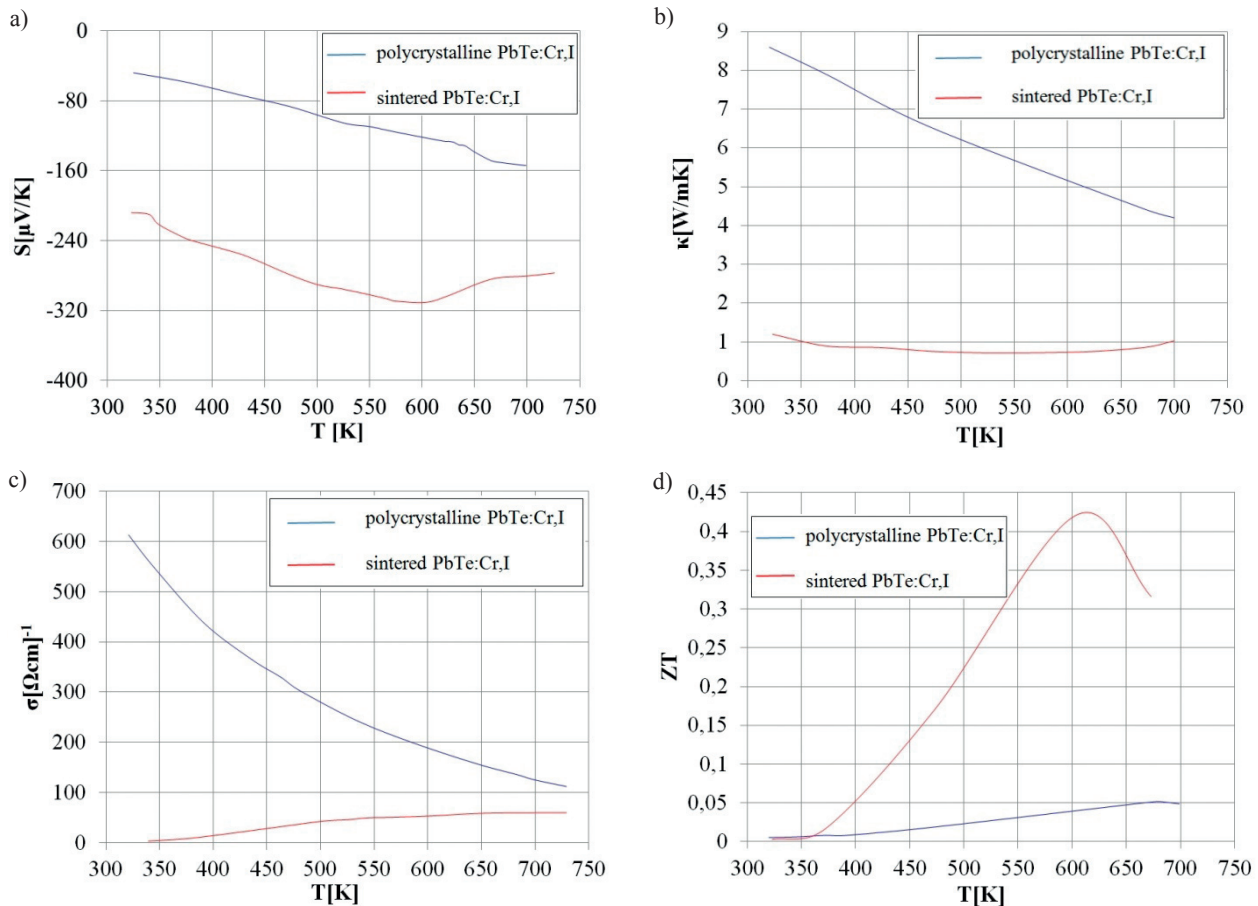 a)
0
-80
-160
-240
-320
-400
S[µV/K]
polycrystalline PbTe:Cr,I
sintered PbTe:Cr,I
300 350 400 450 500 550 600 650 700 750
T [K]
b)
9
8
7
6
5
4
3
2
1
0
κ[W/mK]
polycrystalline PbTe:Cr,I
sintered PbTe:Cr,I
300 350 400 450 500 550 600 650 700 750
T[K]
c)
700
600
500
400
300
200
100
0
σ[Ωcm]⁻¹
polycrystalline PbTe:Cr,I
sintered PbTe:Cr,I
300 350 400 450 500 550 600 650 700 750
T[K]
d)
0,45
0,4
0,35
0,3
0,25
0,2
0,15
0,1
0,05
0
ZT
polycrystalline PbTe:Cr,I
sintered PbTe:Cr,I
300 350 400 450 500 550 600 650 700 750
T[K]